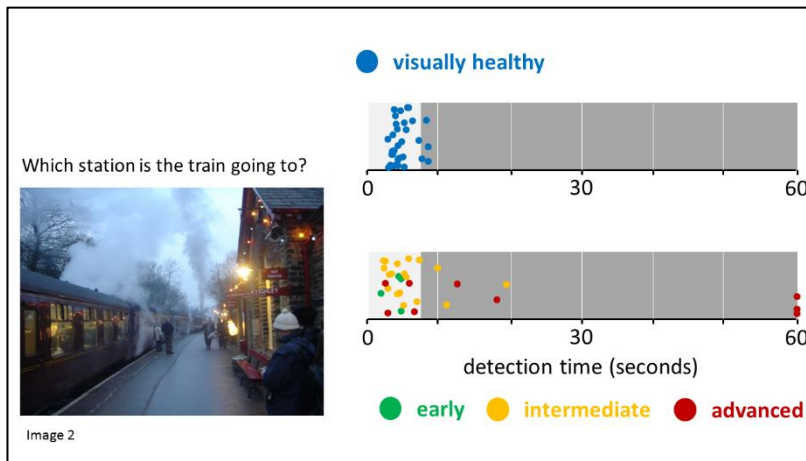 visually healthy
Which station is the train going to?
0 30 60
0 30 60
detection time (seconds)
early intermediate advanced
Image 2